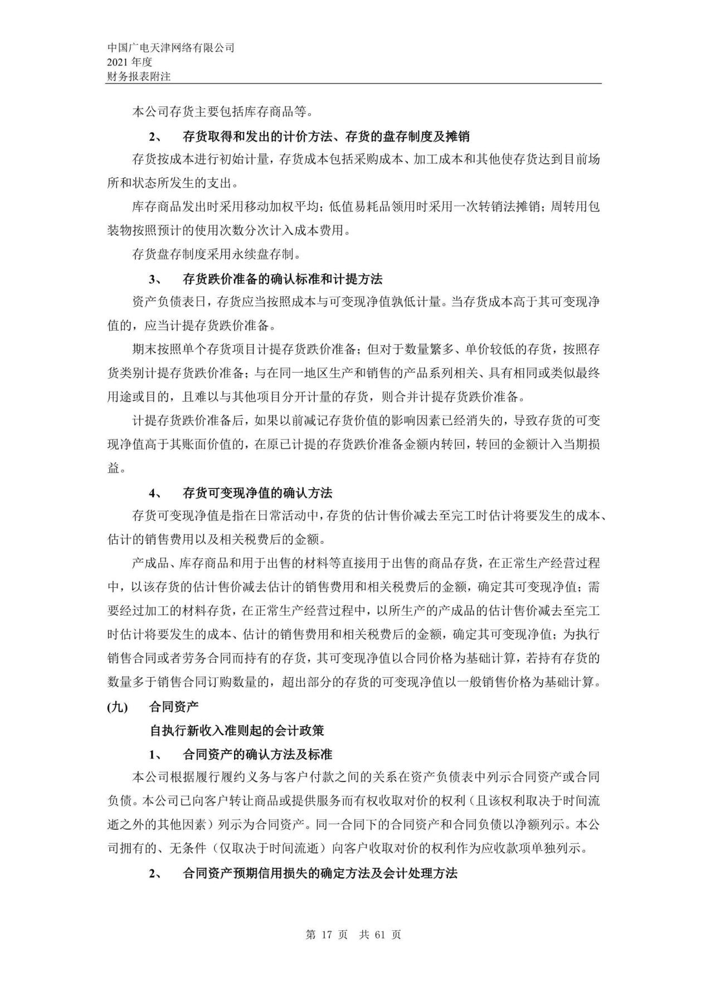 中国广电天津网络有限公司
2021 年度
财务报表附注
本公司存货主要包括库存商品等。
2、 存货取得和发出的计价方法、存货的盘存制度及摊销
存货按成本进行初始计量，存货成本包括采购成本、加工成本和其他使存货达到目前场
所和状态所发生的支出。
库存商品发出时采用移动加权平均；低值易耗品领用时采用一次转销法摊销；周转用包
装物按照预计的使用次数分次计入成本费用。
存货盘存制度采用永续盘存制。
3、 存货跌价准备的确认标准和计提方法
资产负债表日，存货应当按照成本与可变现净值孰低计量。当存货成本高于其可变现净
值的，应当计提存货跌价准备。
期末按照单个存货项目计提存货跌价准备；但对于数量繁多、单价较低的存货，按照存
货类别计提存货跌价准备；与在同一地区生产和销售的产品系列相关、具有相同或类似最终
用途或目的，且难以与其他项目分开计量的存货，则合并计提存货跌价准备。
计提存货跌价准备后，如果以前减记存货价值的影响因素已经消失的，导致存货的可变
现净值高于其账面价值的，在原已计提的存货跌价准备金额内转回，转回的金额计入当期损
益。
4、 存货可变现净值的确认方法
存货可变现净值是指在日常活动中，存货的估计售价减去至完工时估计将要发生的成本、
估计的销售费用以及相关税费后的金额。
产成品、库存商品和用于出售的材料等直接用于出售的商品存货，在正常生产经营过程
中，以该存货的估计售价减去估计的销售费用和相关税费后的金额，确定其可变现净值；需
要经过加工的材料存货，在正常生产经营过程中，以所生产的产成品的估计售价减去至完工
时估计将要发生的成本、估计的销售费用和相关税费后的金额，确定其可变现净值；为执行
销售合同或者劳务合同而持有的存货，其可变现净值以合同价格为基础计算，若持有存货的
数量多于销售合同订购数量的，超出部分的存货的可变现净值以一般销售价格为基础计算。
(九) 合同资产
自执行新收入准则起的会计政策
1、 合同资产的确认方法及标准
本公司根据履行履约义务与客户付款之间的关系在资产负债表中列示合同资产或合同
负债。本公司已向客户转让商品或提供服务而有权收取对价的权利（且该权利取决于时间流
逝之外的其他因素）列示为合同资产。同一合同下的合同资产和合同负债以净额列示。本公
司拥有的、无条件（仅取决于时间流逝）向客户收取对价的权利作为应收款项单独列示。
2、 合同资产预期信用损失的确定方法及会计处理方法
第 17 页 共 61 页